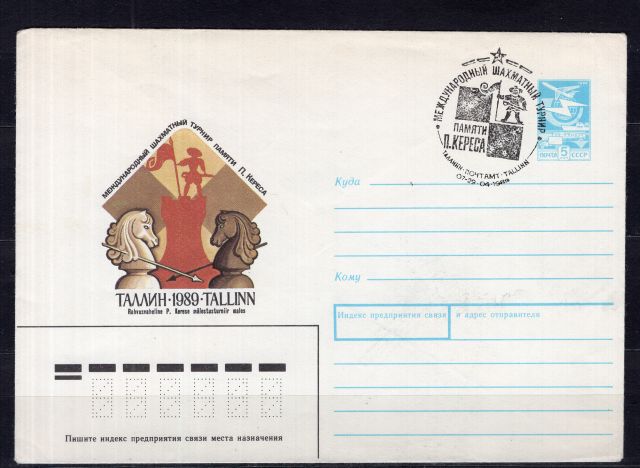 МЕЖДУНАРОДНЫЙ ШАХМАТНЫЙ ТУРНИР ПАМЯТИ П. КЕРЕСА
ТАЛЛИН·1989·TALLINN
Rahvusvaheline P. Kerese mälestusturniir males
МЕЖДУНАРОДНЫЙ ШАХМАТНЫЙ ТУРНИР
ПАМЯТИ
П.КЕРЕСА
ТАЛЛИН·ПОЧТАМТ·TALLINN
ПОЧТА 5 СССР
Куда
Кому
Индекс предприятия связи и адрес отправителя
Пишите индекс предприятия связи места назначения